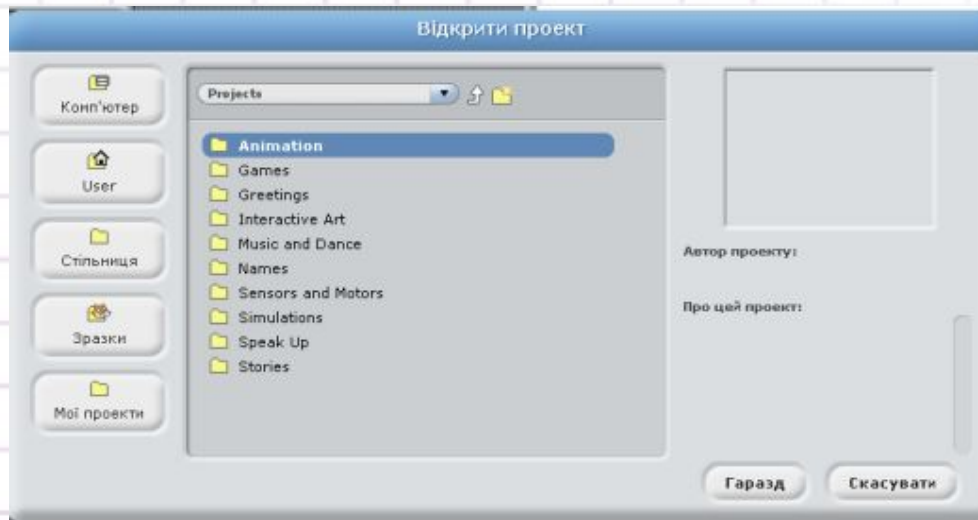 Відкрити проект
Комп'ютер
User
Стільниця
Зразки
Мої проекти
Projects
Animation
Games
Greetings
Interactive Art
Music and Dance
Names
Sensors and Motors
Simulations
Speak Up
Stories
Автор проекту:
Про цей проект:
Гаразд
Скасувати